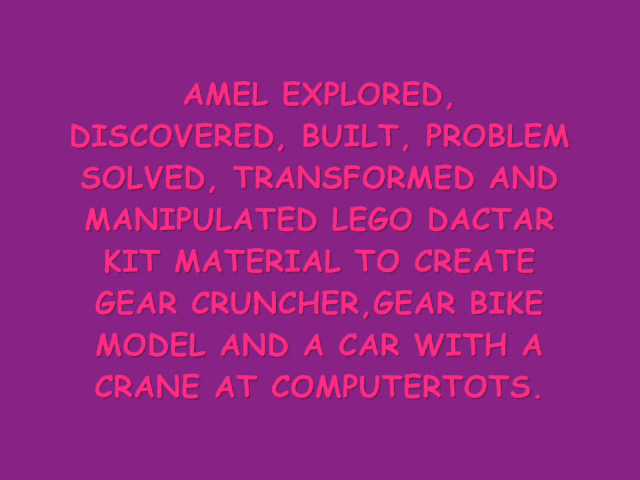 AMEL EXPLORED,
DISCOVERED, BUILT, PROBLEM
SOLVED, TRANSFORMED AND
MANIPULATED LEGO DACTAR
KIT MATERIAL TO CREATE
GEAR CRUNCHER,GEAR BIKE
MODEL AND A CAR WITH A
CRANE AT COMPUTERTOTS.